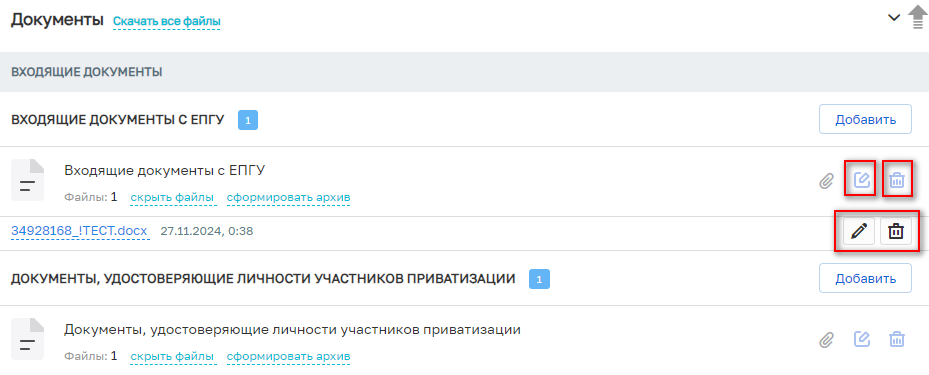 Документы Скачать все файлы
ВХОДЯЩИЕ ДОКУМЕНТЫ
ВХОДЯЩИЕ ДОКУМЕНТЫ С ЕПГУ 1 Добавить
Входящие документы с ЕПГУ
Файлы: 1 скрыть файлы сформировать архив
34928168_!ТЕСТ.docx 27.11.2024, 0:38
ДОКУМЕНТЫ, УДОСТОВЕРЯЮЩИЕ ЛИЧНОСТИ УЧАСТНИКОВ ПРИВАТИЗАЦИИ 1 Добавить
Документы, удостоверяющие личности участников приватизации
Файлы: 1 скрыть файлы сформировать архив